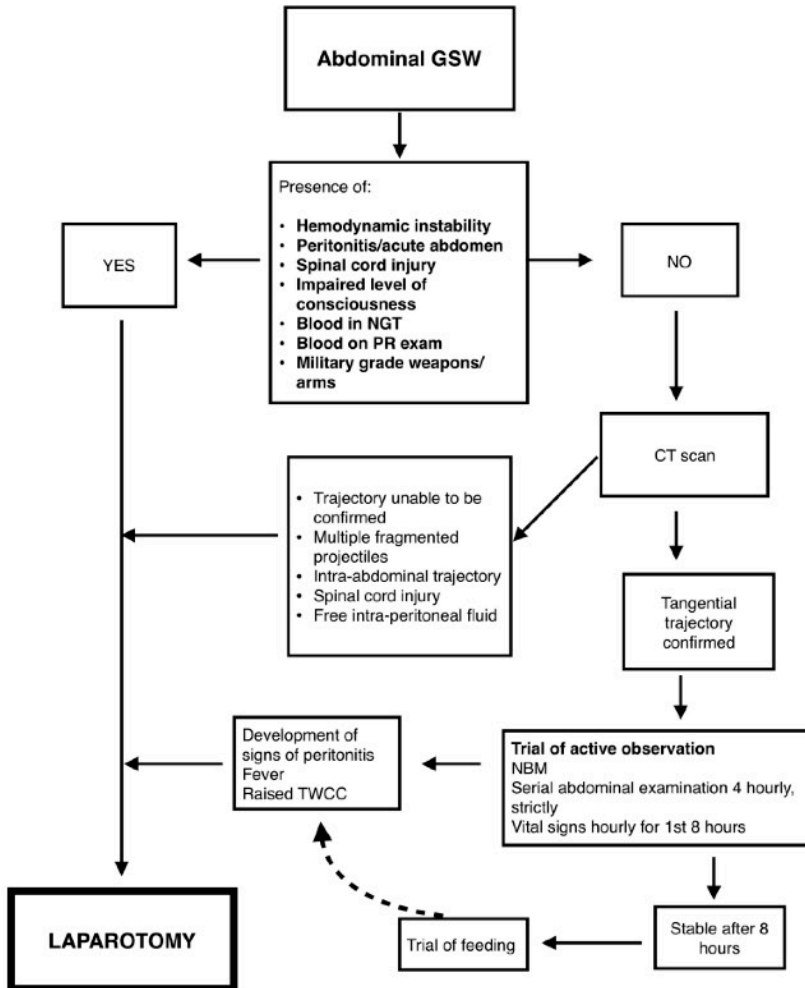 Abdominal GSW
Presence of:
• Hemodynamic instability
• Peritonitis/acute abdomen
• Spinal cord injury
• Impaired level of
consciousness
• Blood in NGT
• Blood on PR exam
• Military grade weapons/
arms
YES
NO
CT scan
• Trajectory unable to be
confirmed
• Multiple fragmented
projectiles
• Intra-abdominal trajectory
• Spinal cord injury
• Free intra-peritoneal fluid
Tangential
trajectory
confirmed
Trial of active observation
NBM
Serial abdominal examination 4 hourly,
strictly
Vital signs hourly for 1st 8 hours
Development of
signs of peritonitis
Fever
Raised TWCC
Stable after 8
hours
Trial of feeding
LAPAROTOMY